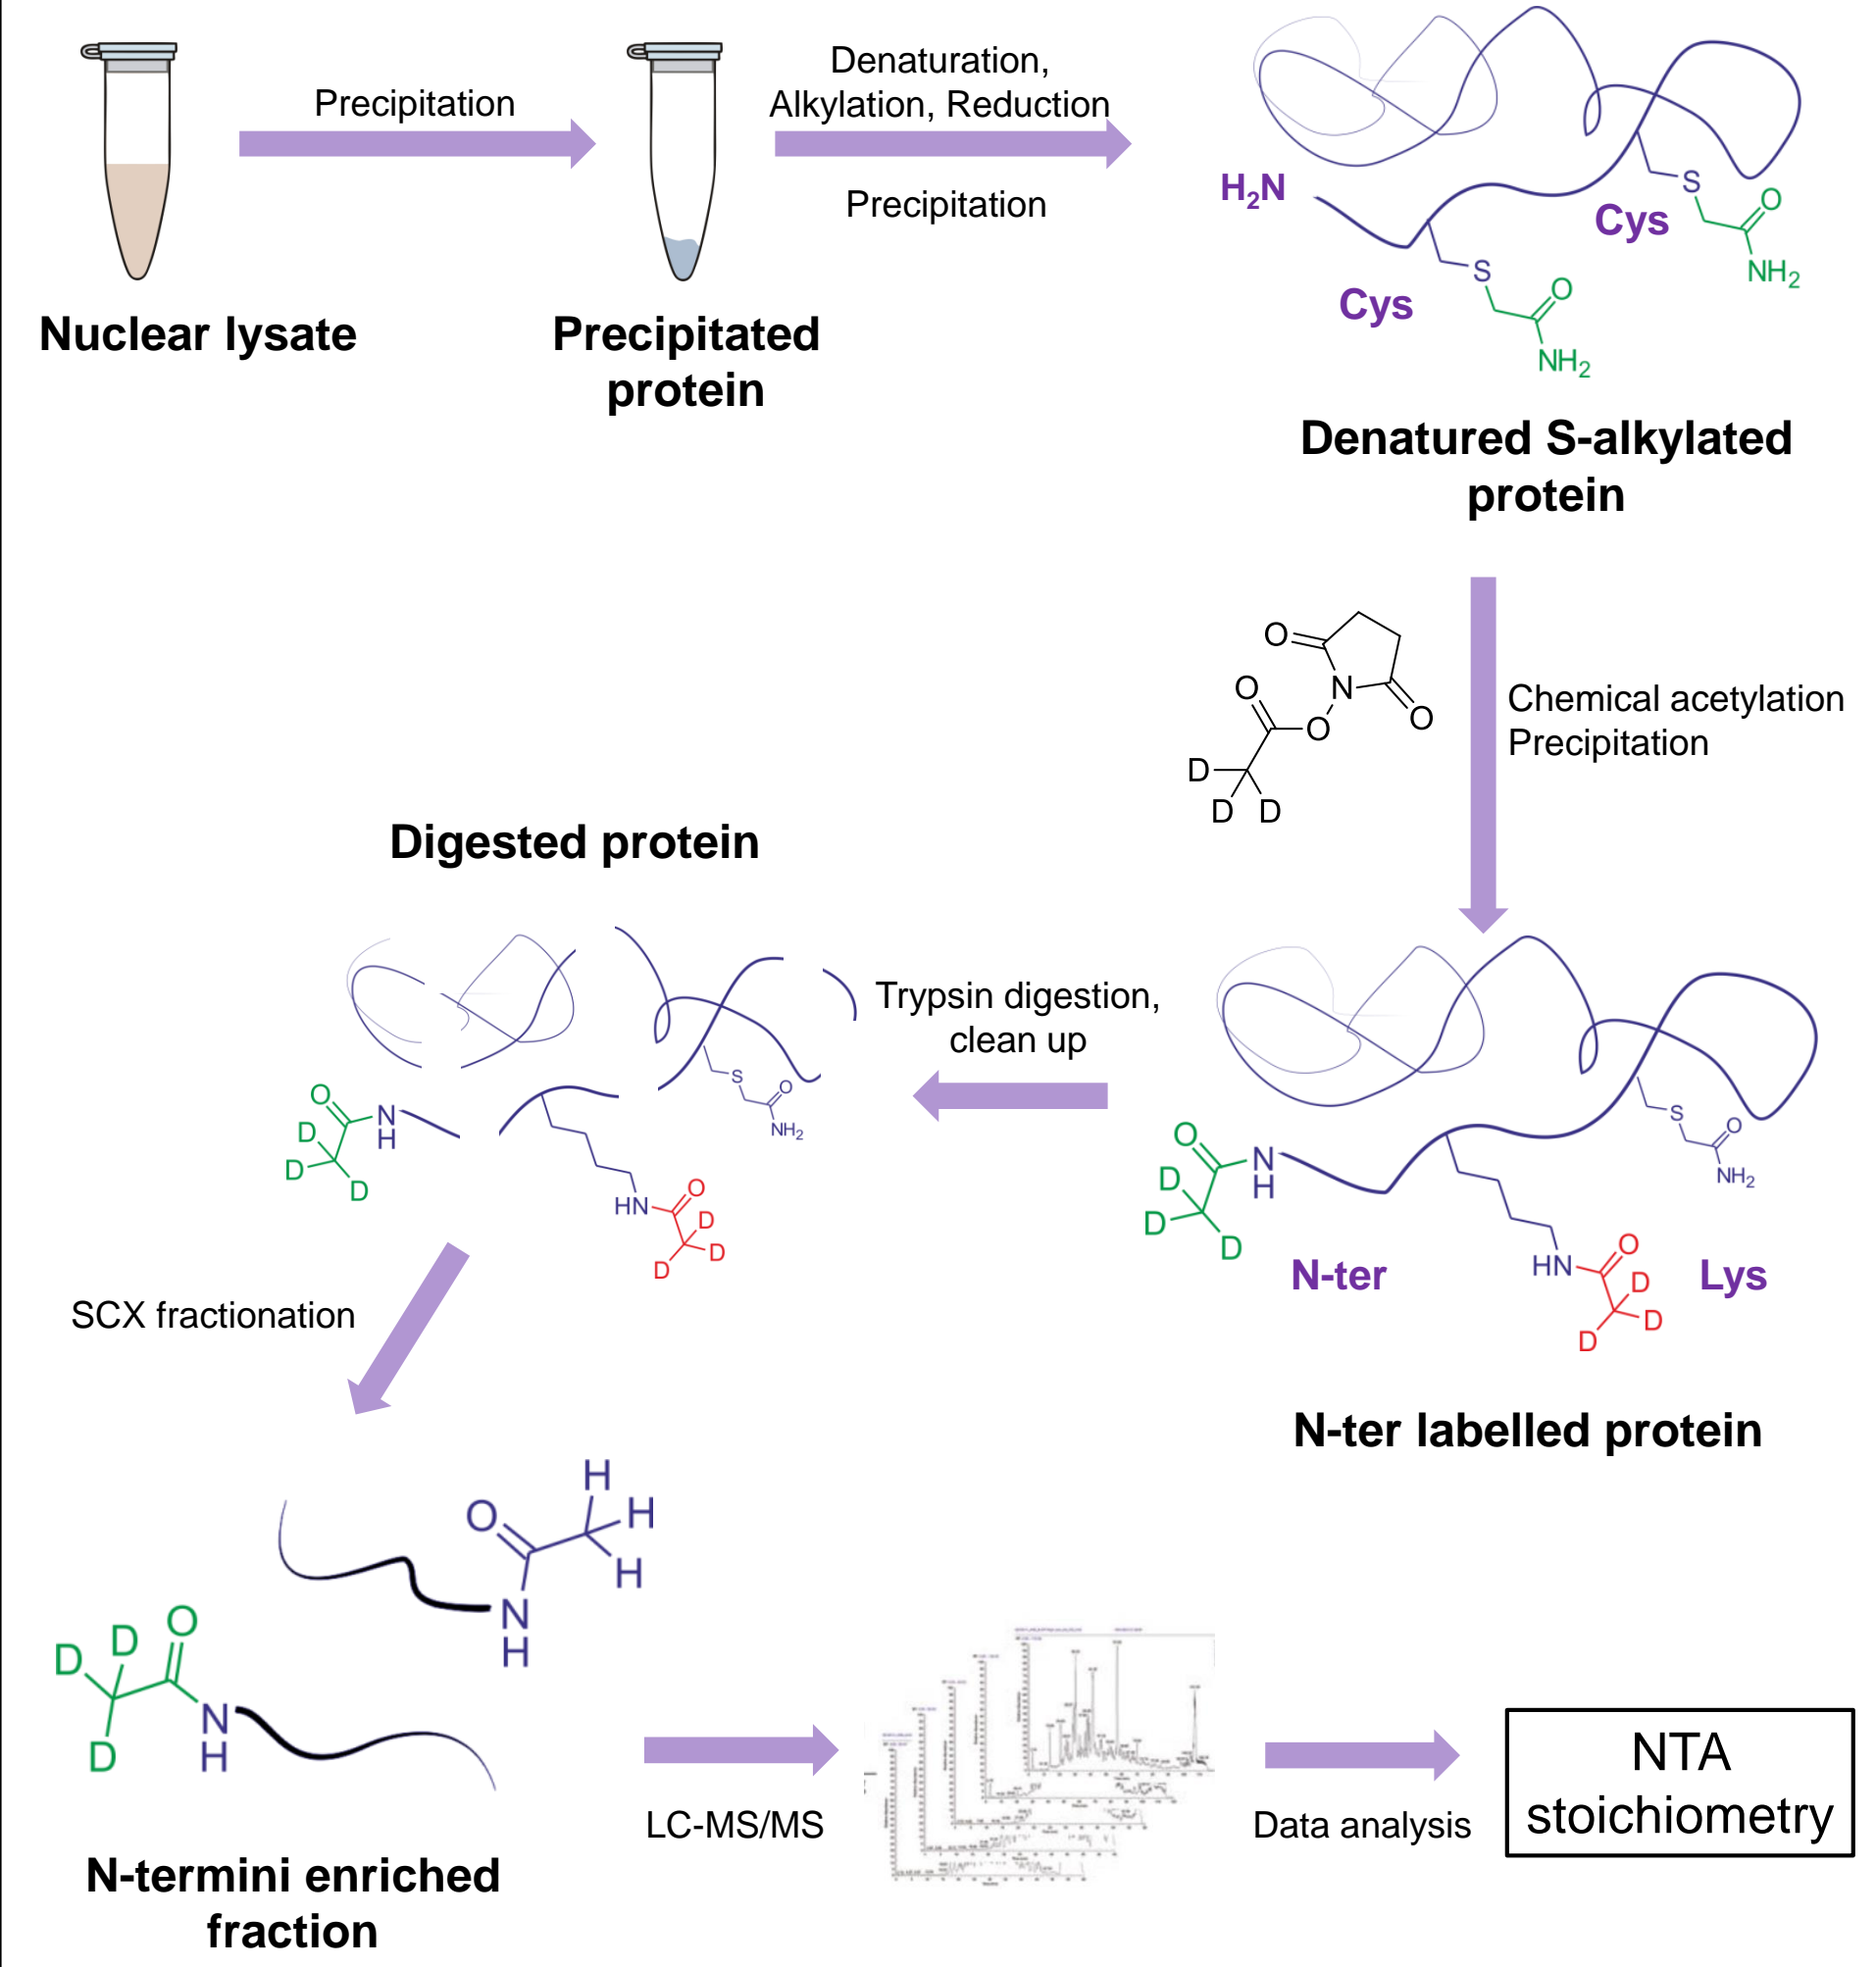 Precipitation
Denaturation,
Alkylation, Reduction
Precipitation
H2N
S
Cys
O
NH2
S
Cys
O
NH2
Nuclear lysate
Precipitated
protein
Denatured S-alkylated
protein
O
N
O
O
O
D
D
D
Chemical acetylation
Precipitation
Digested protein
Trypsin digestion,
clean up
S
O
NH2
O
N
H
D
D
D
HN
O
D
D
D
S
O
NH2
O
N
H
D
D
D
N-ter
HN
O
D
D
D
Lys
SCX fractionation
N-ter labelled protein
H
O
H
H
N
H
D
D
O
N
H
D
LC-MS/MS
Data analysis
NTA
stoichiometry
N-termini enriched
fraction